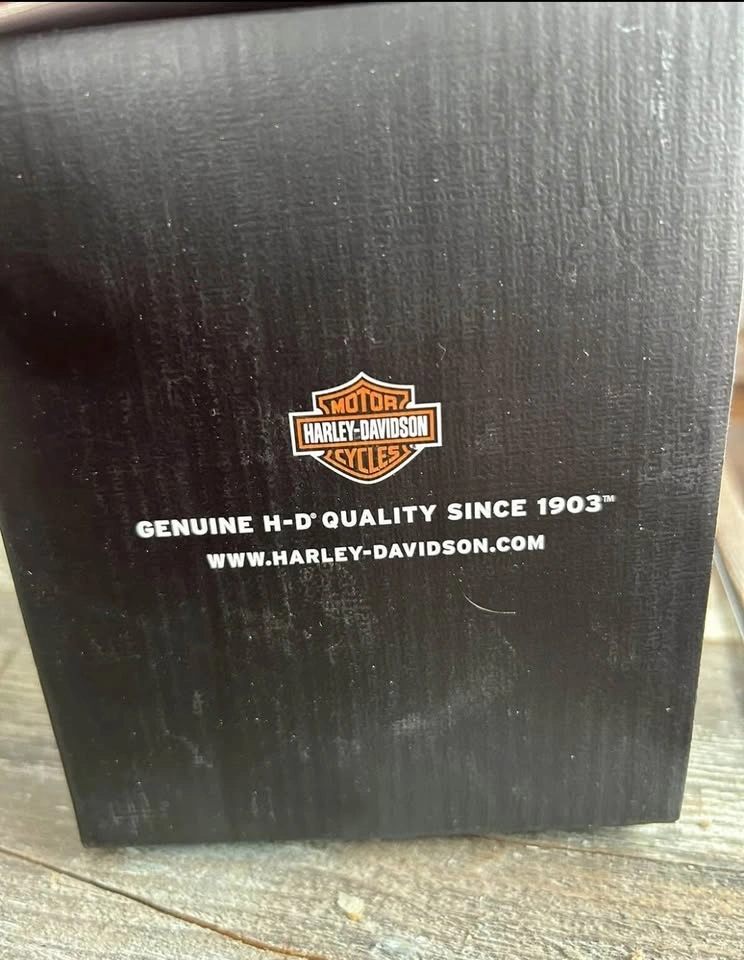 MOTOR
HARLEY-DAVIDSON
CYCLES
GENUINE H-D® QUALITY SINCE 1903™
WWW.HARLEY-DAVIDSON.COM